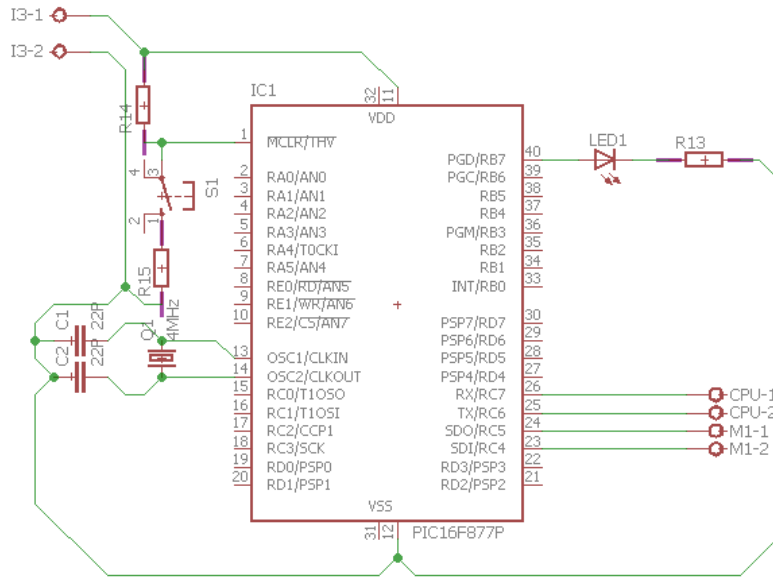 I3-1
I3-2
IC1
R14
32
11
VDD
1
MCLR/THV
4
3
S1
2
1
R15
2
RA0/AN0
3
RA1/AN1
4
RA2/AN2
5
RA3/AN3
6
RA4/T0CKI
7
RA5/AN4
8
RE0/RD/AN5
9
RE1/WR/AN6
10
RE2/CS/AN7
13
OSC1/CLKIN
14
OSC2/CLKOUT
15
RC0/T1OSO
16
RC1/T1OSI
17
RC2/CCP1
18
RC3/SCK
19
RD0/PSP0
20
RD1/PSP1
40
PGD/RB7
39
PGC/RB6
38
RB5
37
RB4
36
PGM/RB3
35
RB2
34
RB1
33
INT/RB0
30
PSP7/RD7
29
PSP6/RD6
28
PSP5/RD5
27
PSP4/RD4
26
RX/RC7
25
TX/RC6
24
SDO/RC5
23
SDI/RC4
22
RD3/PSP3
21
RD2/PSP2
LED1
R13
C1
22P
C2
22P
Q1
4MHz
CPU-1
CPU-2
M1-1
M1-2
VSS
31
12
PIC16F877P